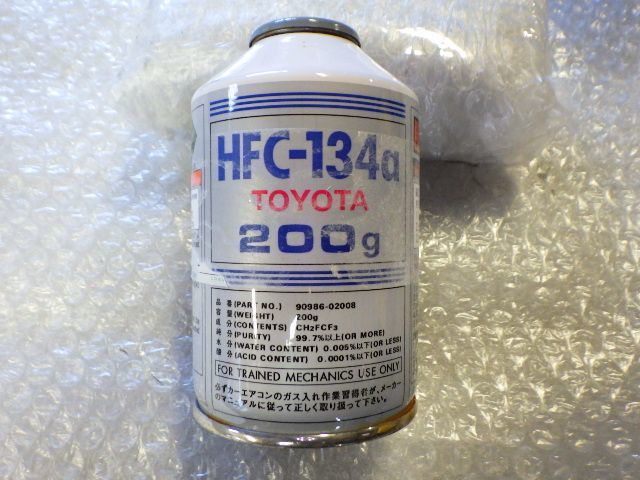 HFC-134a
TOYOTA
200g
品 番(PART NO.) 90986-02008
容 量(WEIGHT) 200g
成 分(CONTENTS) CH₂FCF₃
純 分(PURITY) 99.7%以上(OR MORE)
水 分(WATER CONTENT) 0.005%以下(OR LESS)
酸 分(ACID CONTENT) 0.0001%以下(OR LESS)
FOR TRAINED MECHANICS USE ONLY
必ずカーエアコンのガス入れ作業習得者が、メーカー
のマニュアルに従って正しく取り扱って下さい。